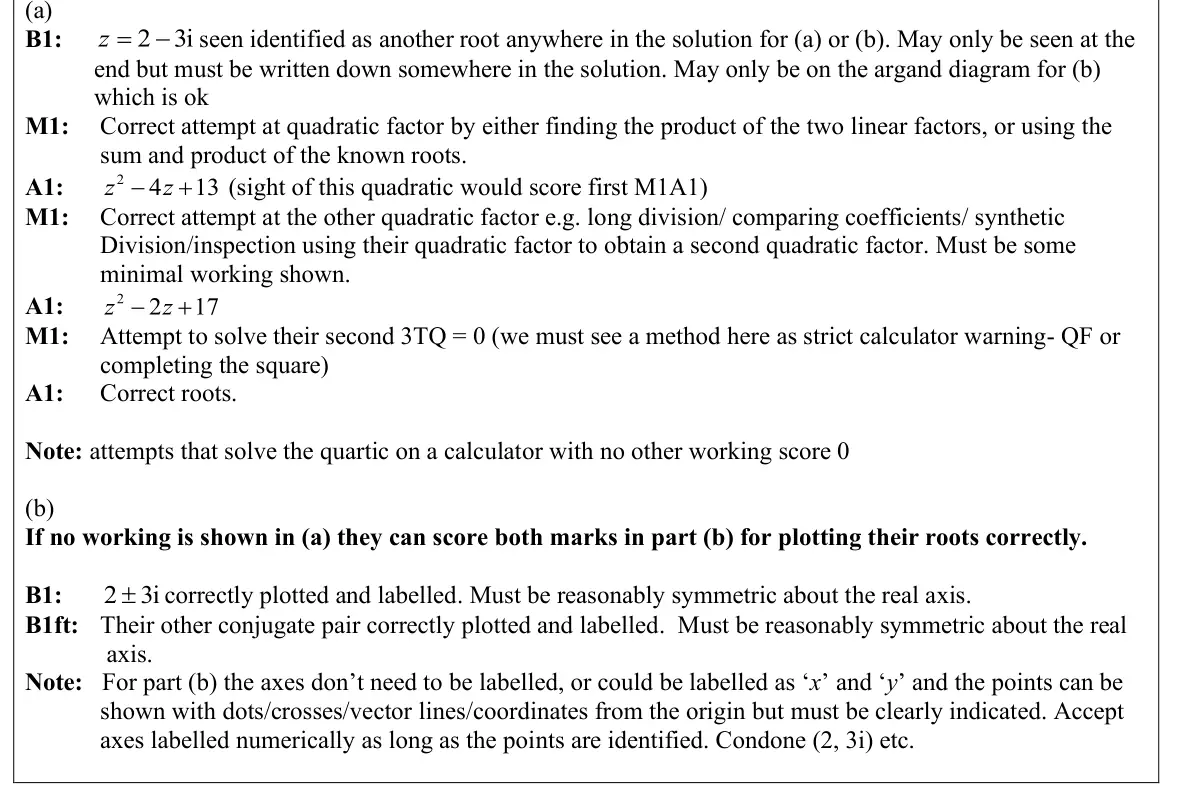 (a)
B1: z = 2 − 3i seen identified as another root anywhere in the solution for (a) or (b). May only be seen at the
end but must be written down somewhere in the solution. May only be on the argand diagram for (b)
which is ok
M1: Correct attempt at quadratic factor by either finding the product of the two linear factors, or using the
sum and product of the known roots.
A1: z² − 4z + 13 (sight of this quadratic would score first M1A1)
M1: Correct attempt at the other quadratic factor e.g. long division/ comparing coefficients/ synthetic
Division/inspection using their quadratic factor to obtain a second quadratic factor. Must be some
minimal working shown.
A1: z² − 2z + 17
M1: Attempt to solve their second 3TQ = 0 (we must see a method here as strict calculator warning- QF or
completing the square)
A1: Correct roots.
Note: attempts that solve the quartic on a calculator with no other working score 0
(b)
If no working is shown in (a) they can score both marks in part (b) for plotting their roots correctly.
B1: 2 ± 3i correctly plotted and labelled. Must be reasonably symmetric about the real axis.
B1ft: Their other conjugate pair correctly plotted and labelled. Must be reasonably symmetric about the real
axis.
Note: For part (b) the axes don’t need to be labelled, or could be labelled as ‘x’ and ‘y’ and the points can be
shown with dots/crosses/vector lines/coordinates from the origin but must be clearly indicated. Accept
axes labelled numerically as long as the points are identified. Condone (2, 3i) etc.